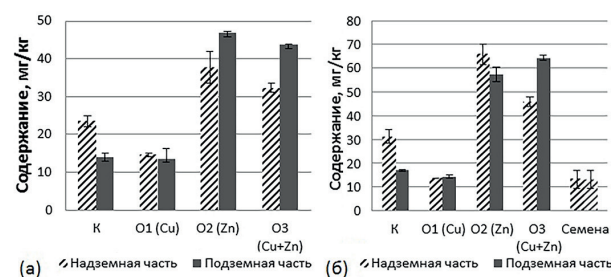 Содержание, мг/кг
50
40
30
20
10
0
К О1 (Cu) О2 (Zn) О3
(Cu+Zn)
(а) Надземная часть Подземная часть
Содержание, мг/кг
80
70
60
50
40
30
20
10
0
К О1 (Cu) О2 (Zn) О3 Семена
(Cu+Zn)
(б) Надземная часть Подземная часть